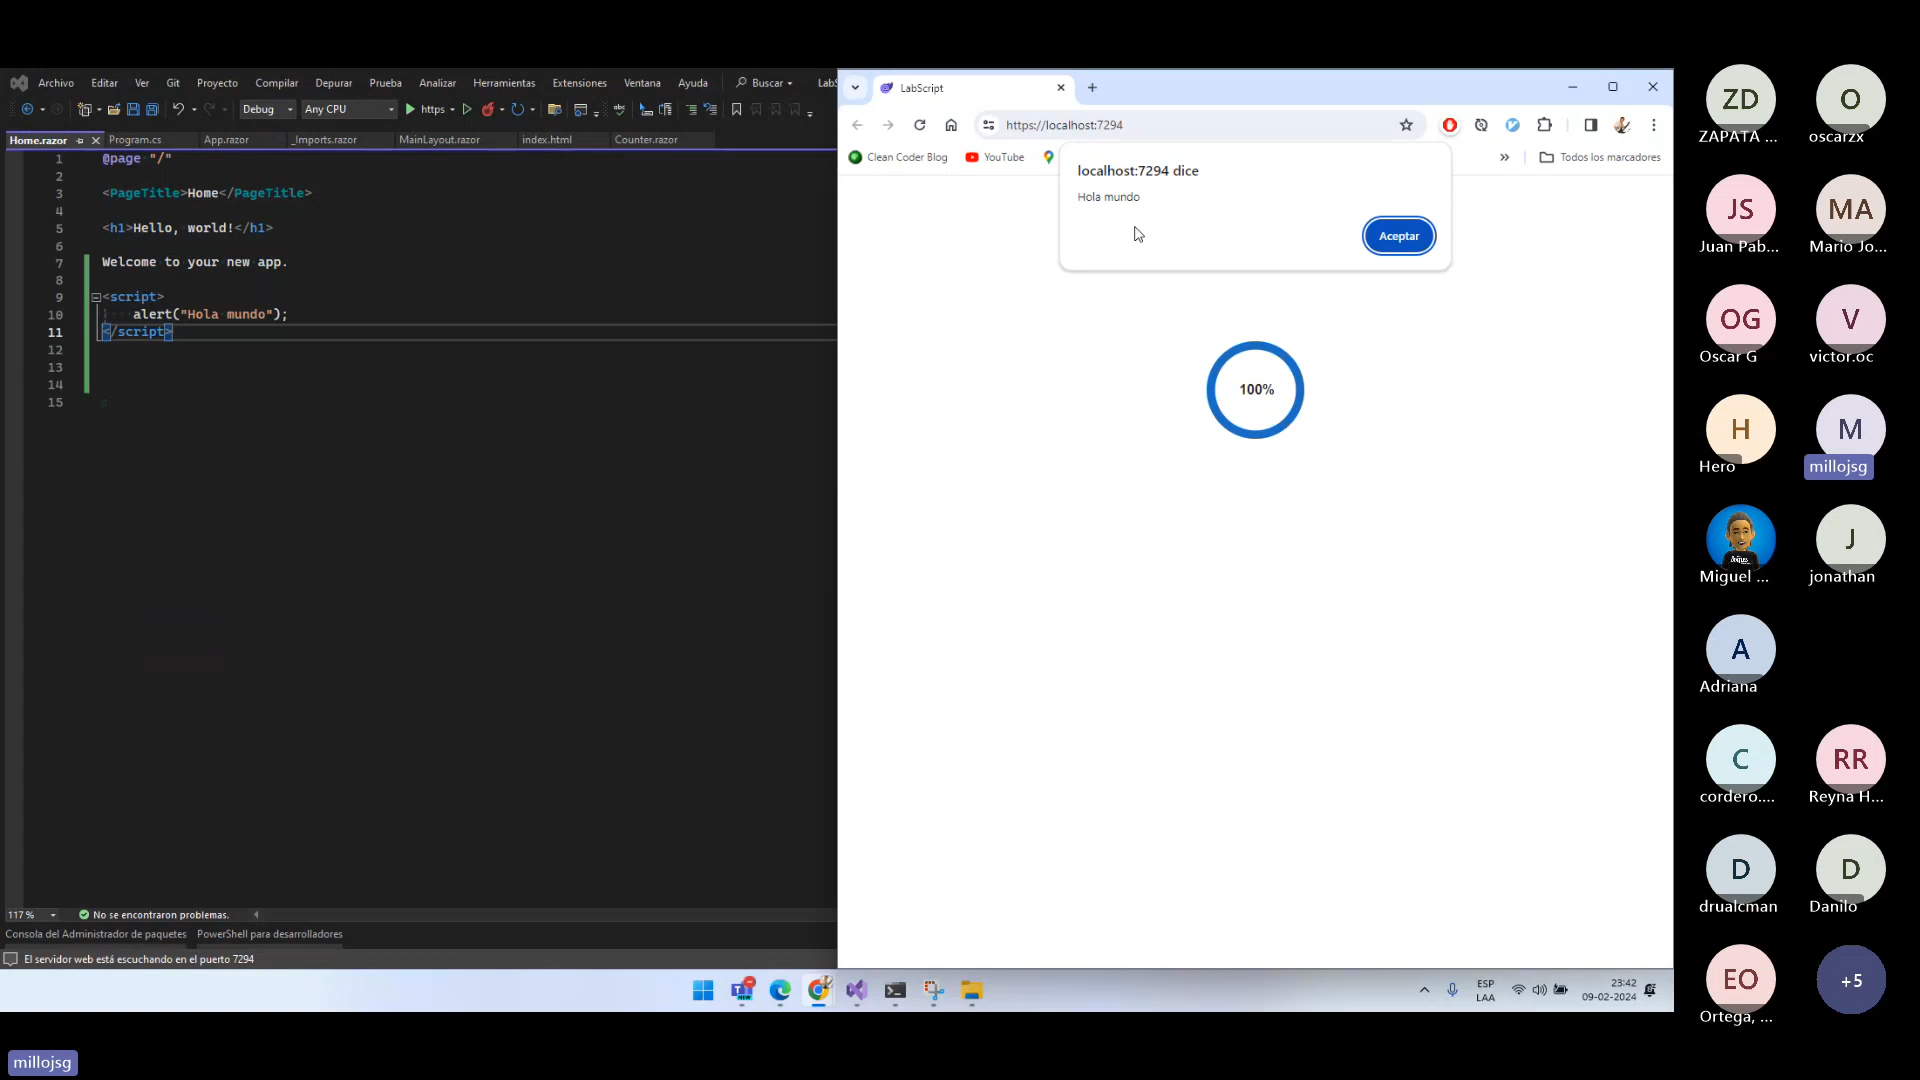 Archivo Editar Ver Git Proyecto Compilar Depurar Prueba Analizar Herramientas Extensiones Ventana Ayuda Buscar
Debug Any CPU https
Home.razor Program.cs App.razor _Imports.razor MainLayout.razor index.html Counter.razor
1 @page "/"
2
3 <PageTitle>Home</PageTitle>
4
5 <h1>Hello, world!</h1>
6
7 Welcome to your new app.
8
9 <script>
10 alert("Hola mundo");
11 </script>
12
13
14
15
117 % No se encontraron problemas.
Consola del Administrador de paquetes PowerShell para desarrolladores
El servidor web está escuchando en el puerto 7294
LabScript
https://localhost:7294
Clean Coder Blog YouTube Todos los marcadores
localhost:7294 dice
Hola mundo
Aceptar
100%
ESP
LAA
23:42
09-02-2024
ZD O
ZAPATA ... oscarzx
JS MA
Juan Pab... Mario Jo...
OG V
Oscar G victor.oc
H M
Hero millojsg
J
Miguel ... jonathan
A
Adriana
C RR
cordero.... Reyna H...
D D
drualcman Danilo
EO +5
Ortega, ...
millojsg